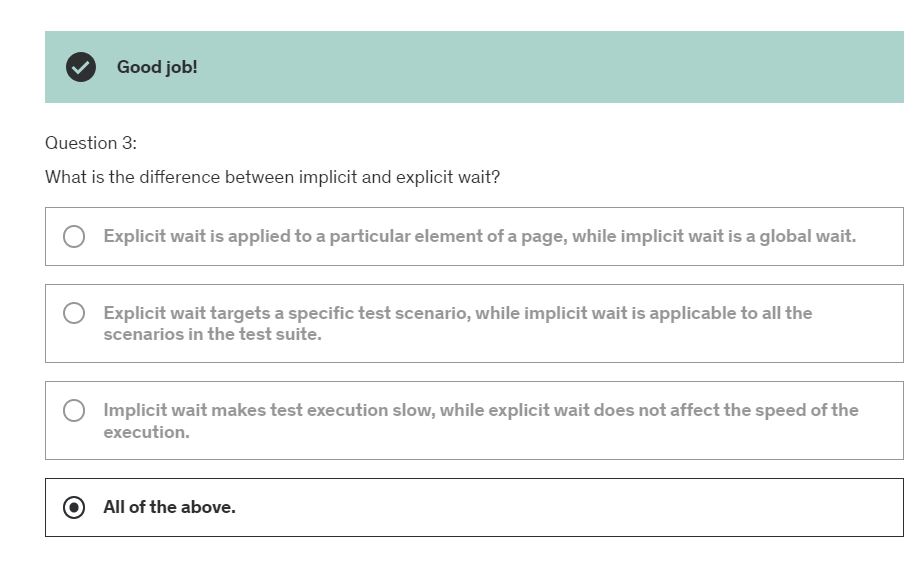 Good job!
Question 3:
What is the difference between implicit and explicit wait?
Explicit wait is applied to a particular element of a page, while implicit wait is a global wait.
Explicit wait targets a specific test scenario, while implicit wait is applicable to all the
scenarios in the test suite.
Implicit wait makes test execution slow, while explicit wait does not affect the speed of the
execution.
All of the above.